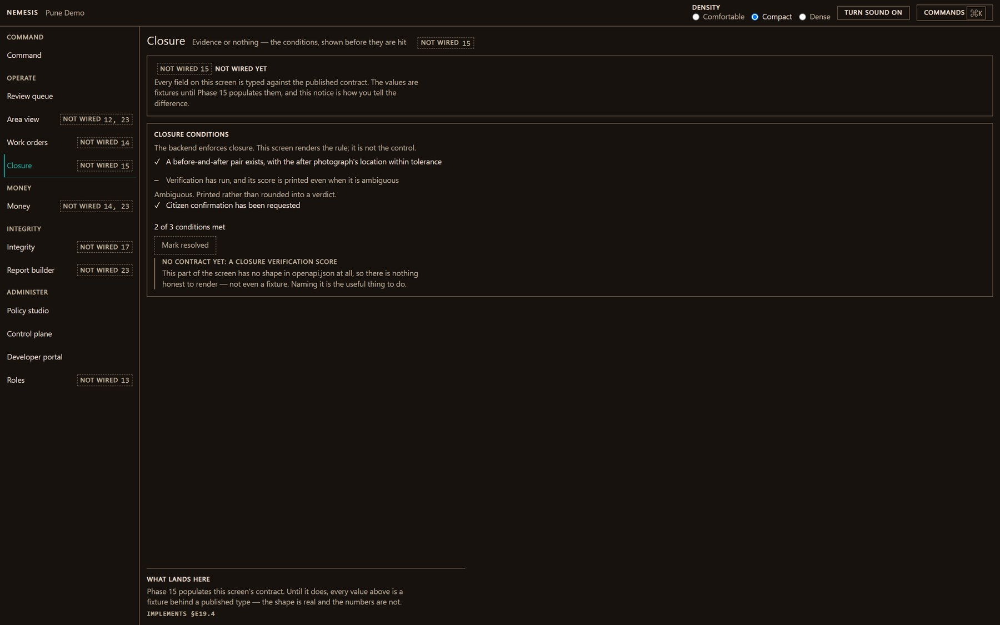 NEMESIS Pune Demo
DENSITY
Comfortable Compact Dense
TURN SOUND ON
COMMANDS ⌘K
COMMAND
Command
OPERATE
Review queue
Area view NOT WIRED 12, 23
Work orders NOT WIRED 14
Closure NOT WIRED 15
MONEY
Money NOT WIRED 14, 23
INTEGRITY
Integrity NOT WIRED 17
Report builder NOT WIRED 23
ADMINISTER
Policy studio
Control plane
Developer portal
Roles NOT WIRED 13
Closure Evidence or nothing — the conditions, shown before they are hit NOT WIRED 15
NOT WIRED 15 NOT WIRED YET
Every field on this screen is typed against the published contract. The values are
fixtures until Phase 15 populates them, and this notice is how you tell the
difference.
CLOSURE CONDITIONS
The backend enforces closure. This screen renders the rule; it is not the control.
✓ A before-and-after pair exists, with the after photograph's location within tolerance
– Verification has run, and its score is printed even when it is ambiguous
Ambiguous. Printed rather than rounded into a verdict.
✓ Citizen confirmation has been requested
2 of 3 conditions met
Mark resolved
NO CONTRACT YET: A CLOSURE VERIFICATION SCORE
This part of the screen has no shape in openapi.json at all, so there is nothing
honest to render — not even a fixture. Naming it is the useful thing to do.
WHAT LANDS HERE
Phase 15 populates this screen's contract. Until it does, every value above is a
fixture behind a published type — the shape is real and the numbers are not.
IMPLEMENTS §E19.4